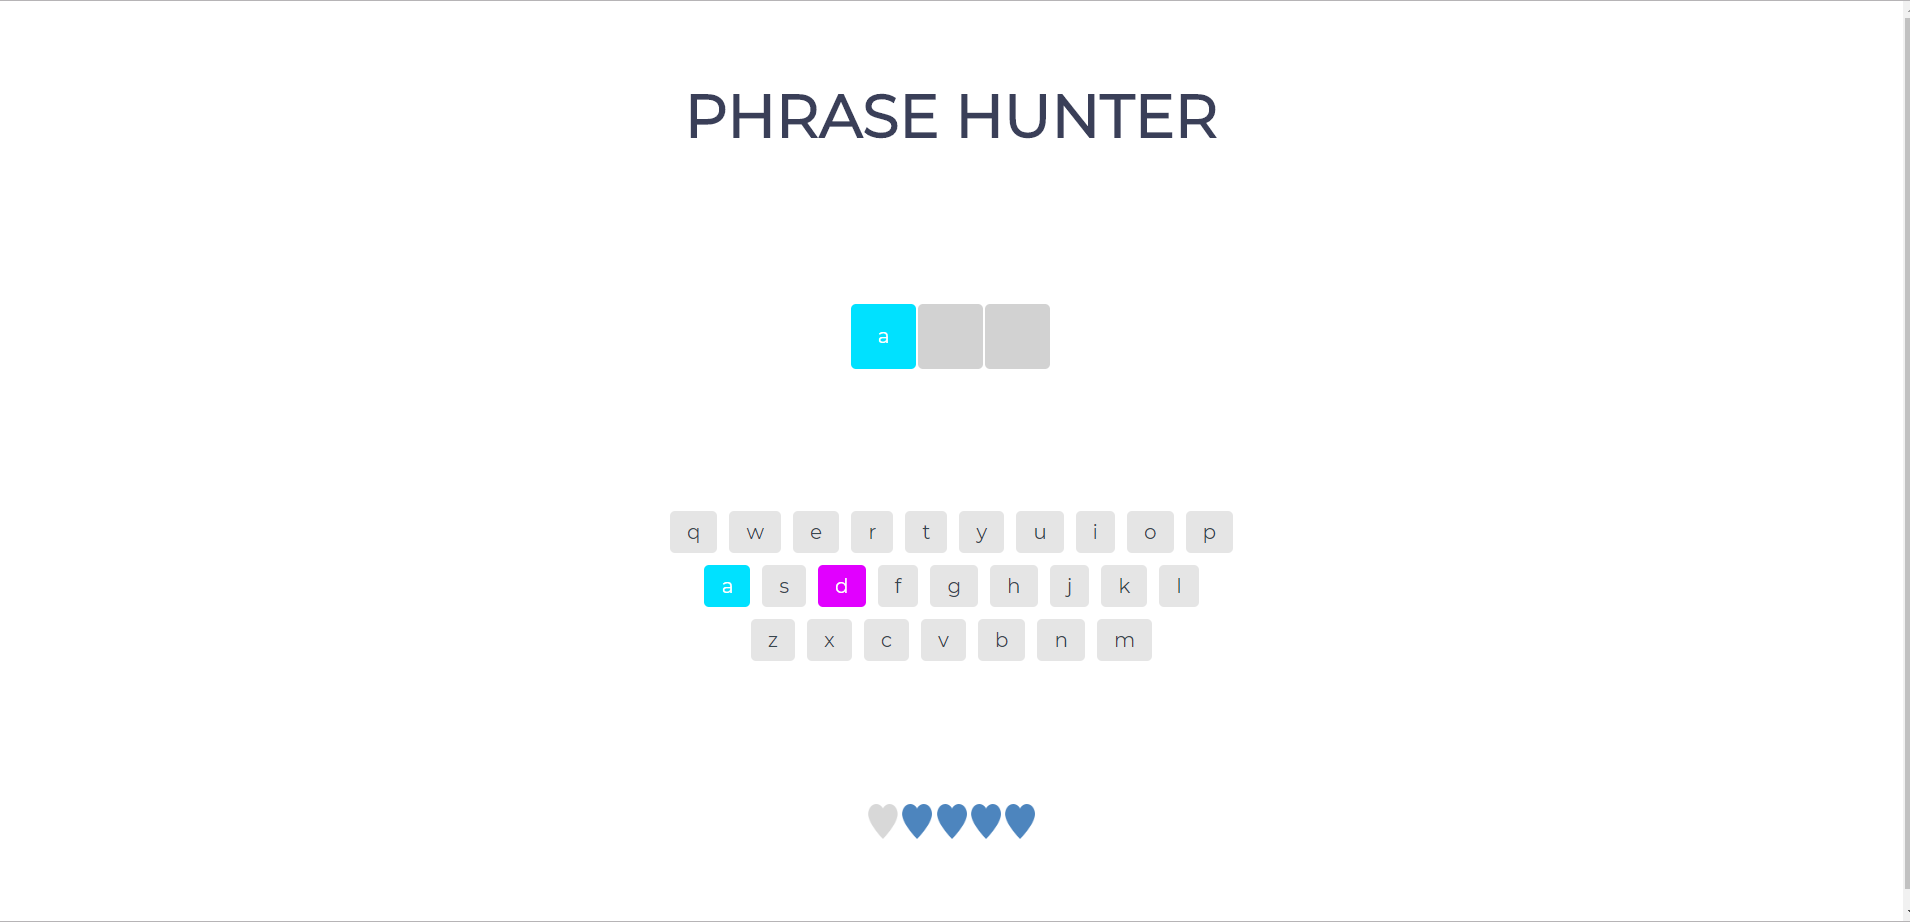 PHRASE HUNTER
a
q w e r t y u i o p
a s d f g h j k l
z x c v b n m